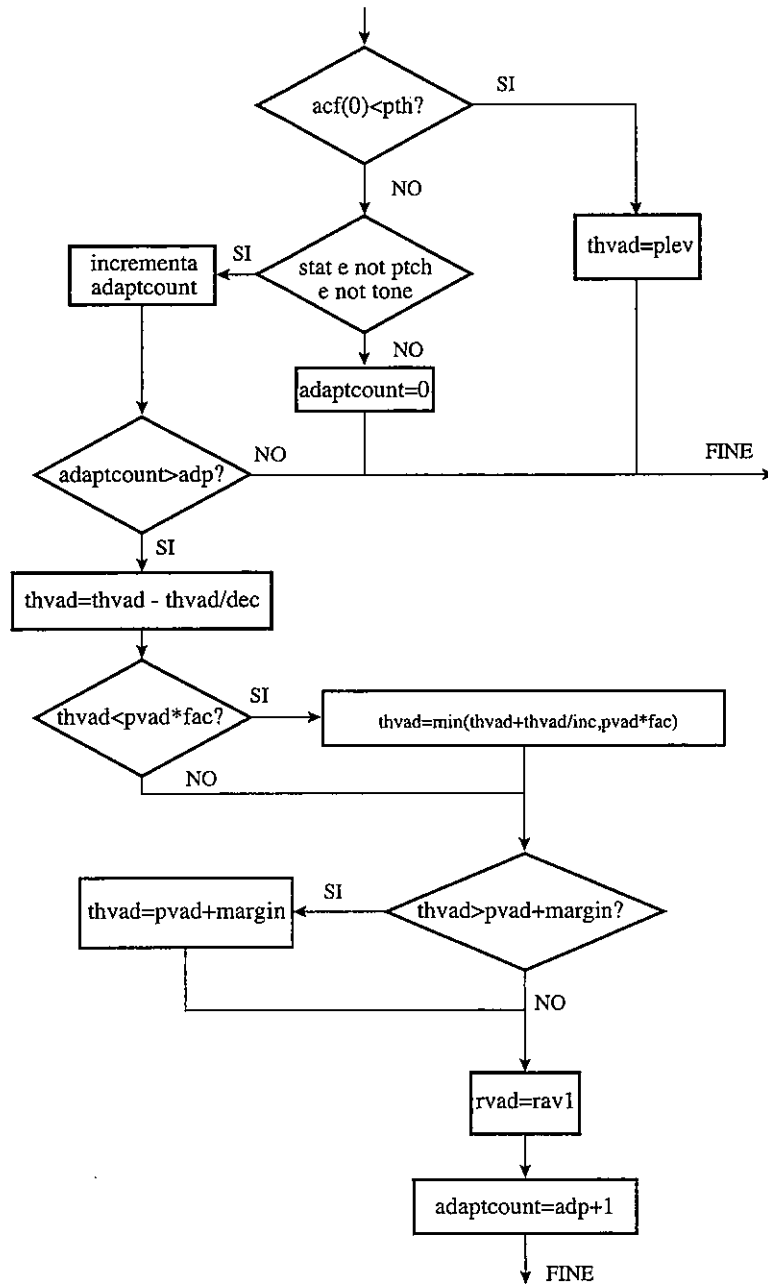 acf(0)<pth?
SI
NO
thvad=plev
stat e not ptch
e not tone
SI
incrementa
adaptcount
NO
adaptcount=0
adaptcount>adp?
NO
FINE
SI
thvad=thvad - thvad/dec
thvad<pvad*fac?
SI
thvad=min(thvad+thvad/inc,pvad*fac)
NO
thvad>pvad+margin?
SI
thvad=pvad+margin
NO
rvad=rav1
adaptcount=adp+1
FINE